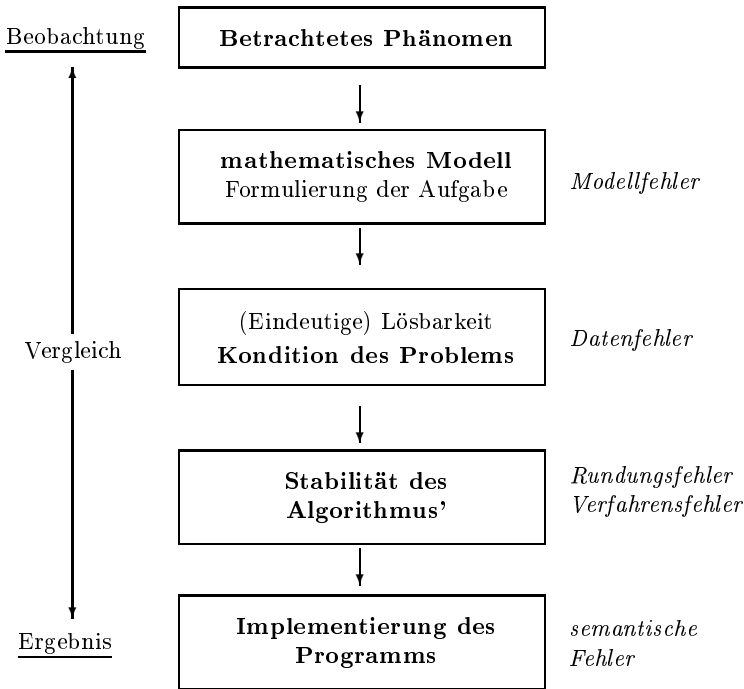 Beobachtung
Betrachtetes Phänomen
mathematisches Modell
Formulierung der Aufgabe
Modellfehler
(Eindeutige) Lösbarkeit
Kondition des Problems
Datenfehler
Vergleich
Stabilität des
Algorithmus'
Rundungsfehler
Verfahrensfehler
Implementierung des
Programms
semantische
Fehler
Ergebnis